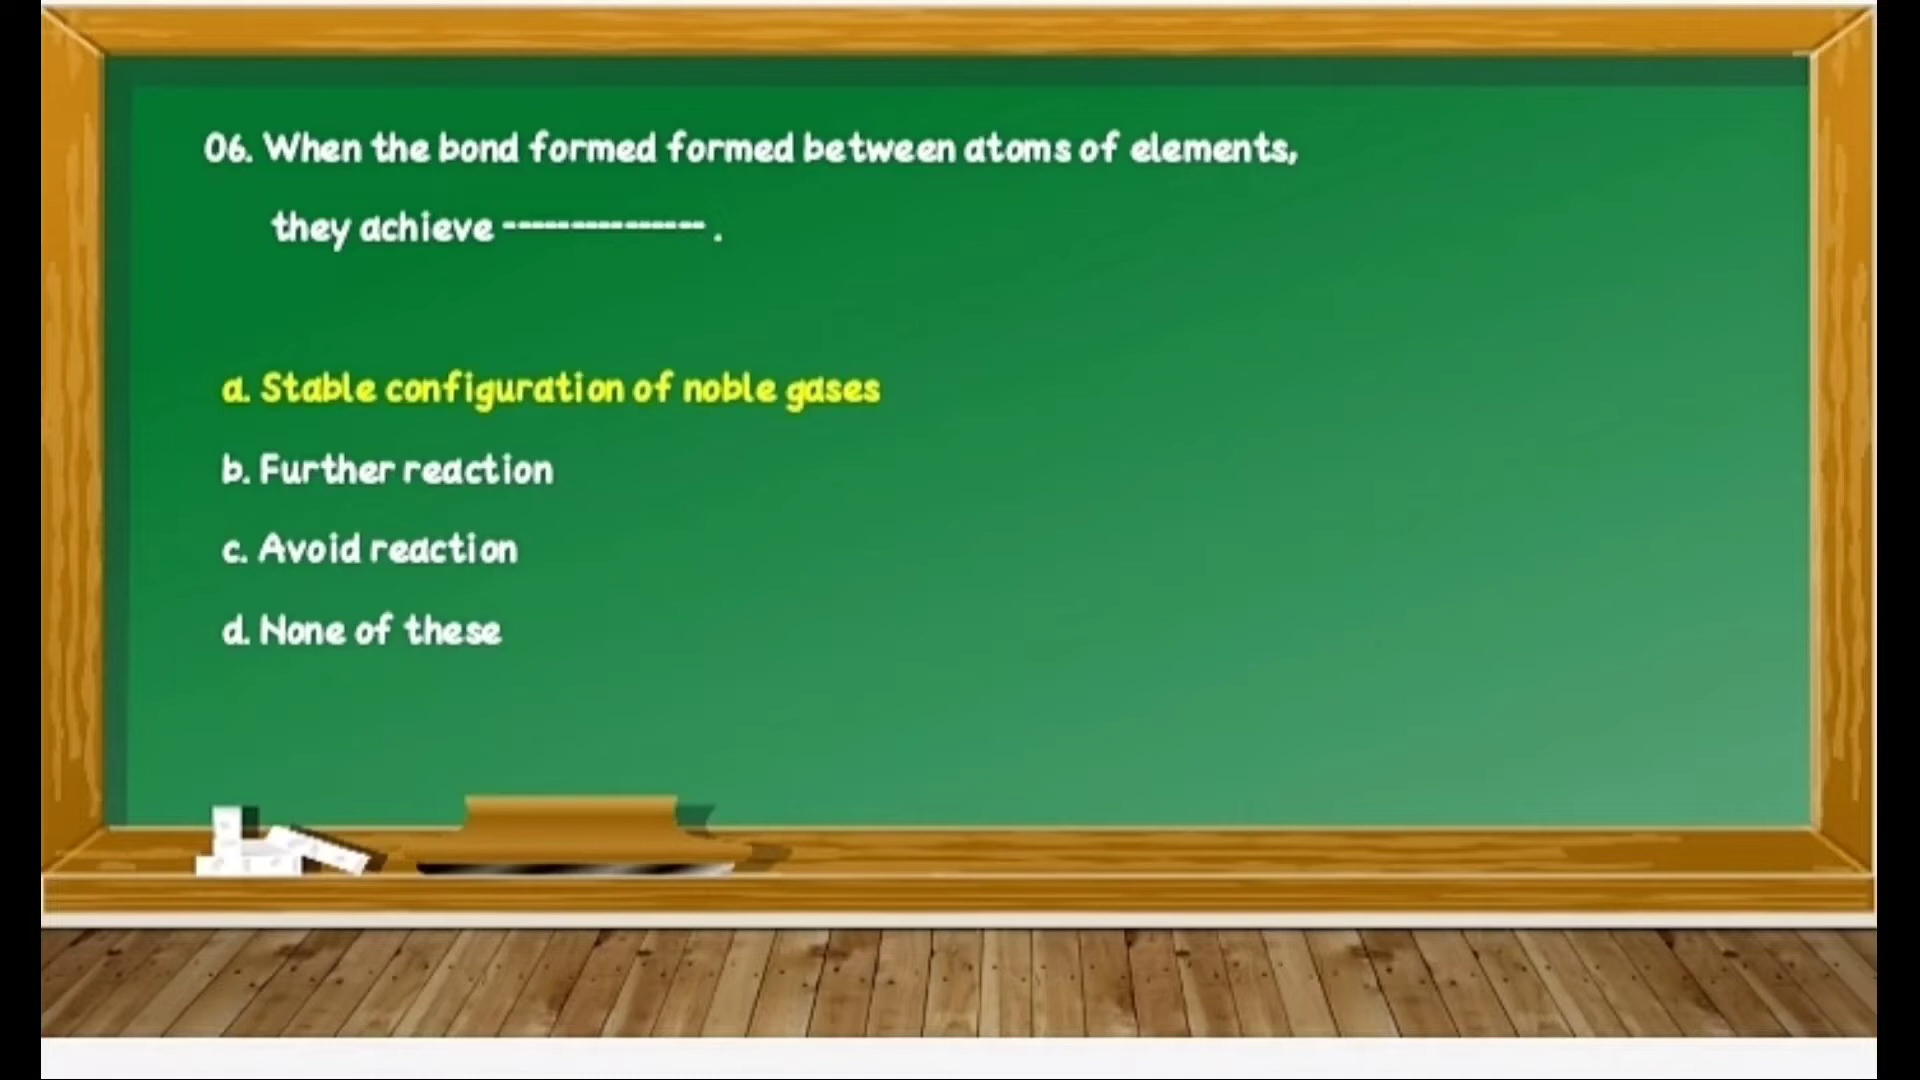 06. When the bond formed formed between atoms of elements,
they achieve --------------- .
a. Stable configuration of noble gases
b. Further reaction
c. Avoid reaction
d. None of these